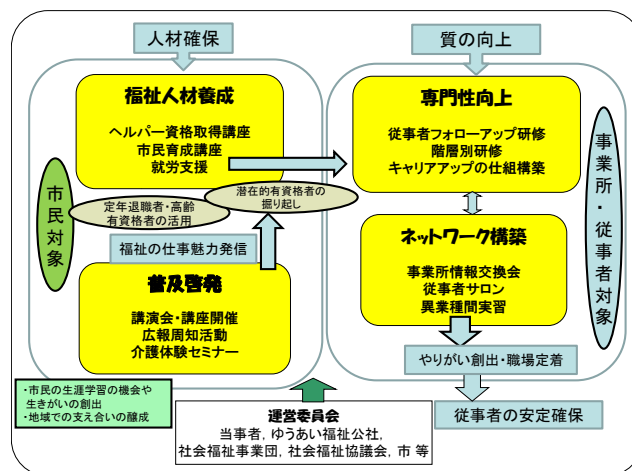 人材確保
質の向上
福祉人材養成
ヘルパー資格取得講座
市民育成講座
就労支援
専門性向上
従事者フォローアップ研修
階層別研修
キャリアアップの仕組構築
市民対象
定年退職者・高齢
有資格者の活用
潜在的有資格者の
掘り起し
事業所・従事者対象
福祉の仕事魅力発信
普及啓発
講演会・講座開催
広報周知活動
介護体験セミナー
ネットワーク構築
事業所情報交換会
従事者サロン
異業種間実習
やりがい創出・職場定着
・市民の生涯学習の機会や
生きがいの創出
・地域での支え合いの醸成
運営委員会
当事者，ゆうあい福祉公社，
社会福祉事業団，社会福祉協議会，市 等
従事者の安定確保